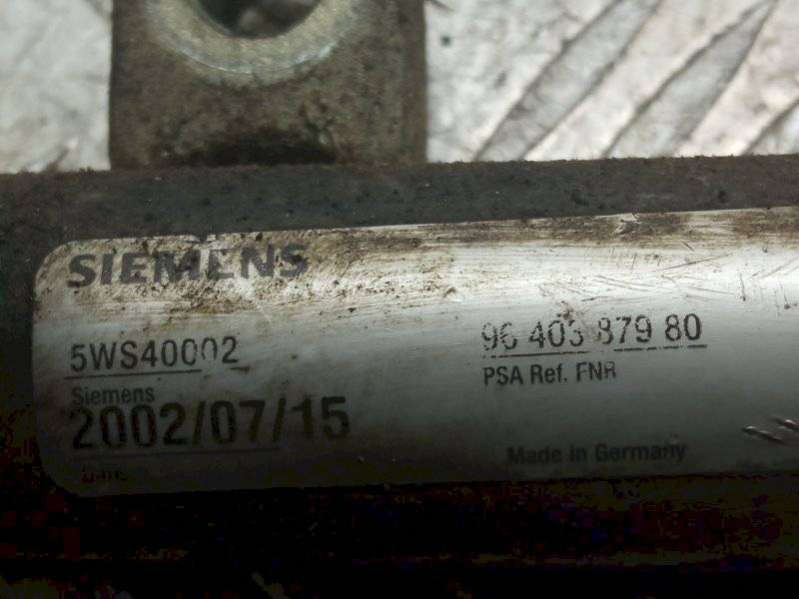 SIEMENS
5WS40002
96 403 879 80
Siemens
PSA Ref. FNR
2002/07/15
Made in Germany